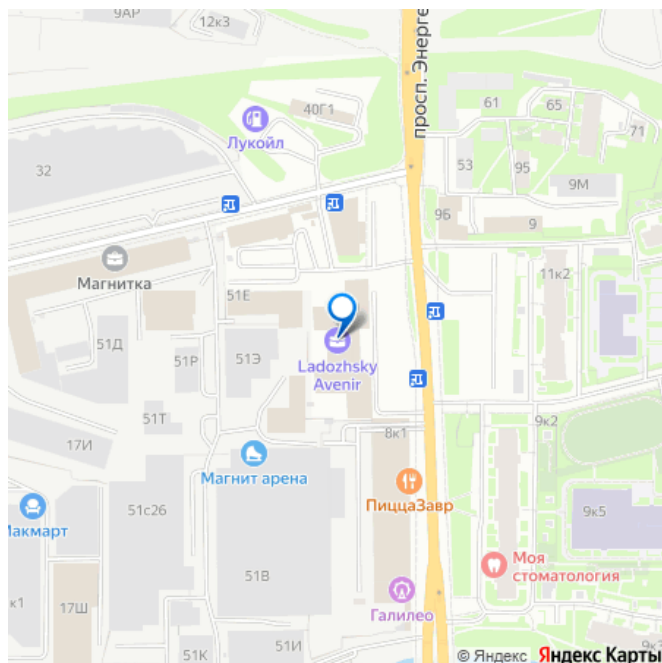 9АР
12к3
просп. Энерге
40Г1
Лукойл
61
65
71
53
95
32
9М
9Б
9
Магнитка
11к2
51Е
51Д
51Р
51Э
Ladozhsky
Avenir
51Т
9к2
8к1
17И
Магнит арена
ПиццаЗавр
51с26
9к5
Макмарт
Моя
стоматология
51В
к1
17Ш
Галилео
51И
51К
9к
© Яндекс Яндекс Карты